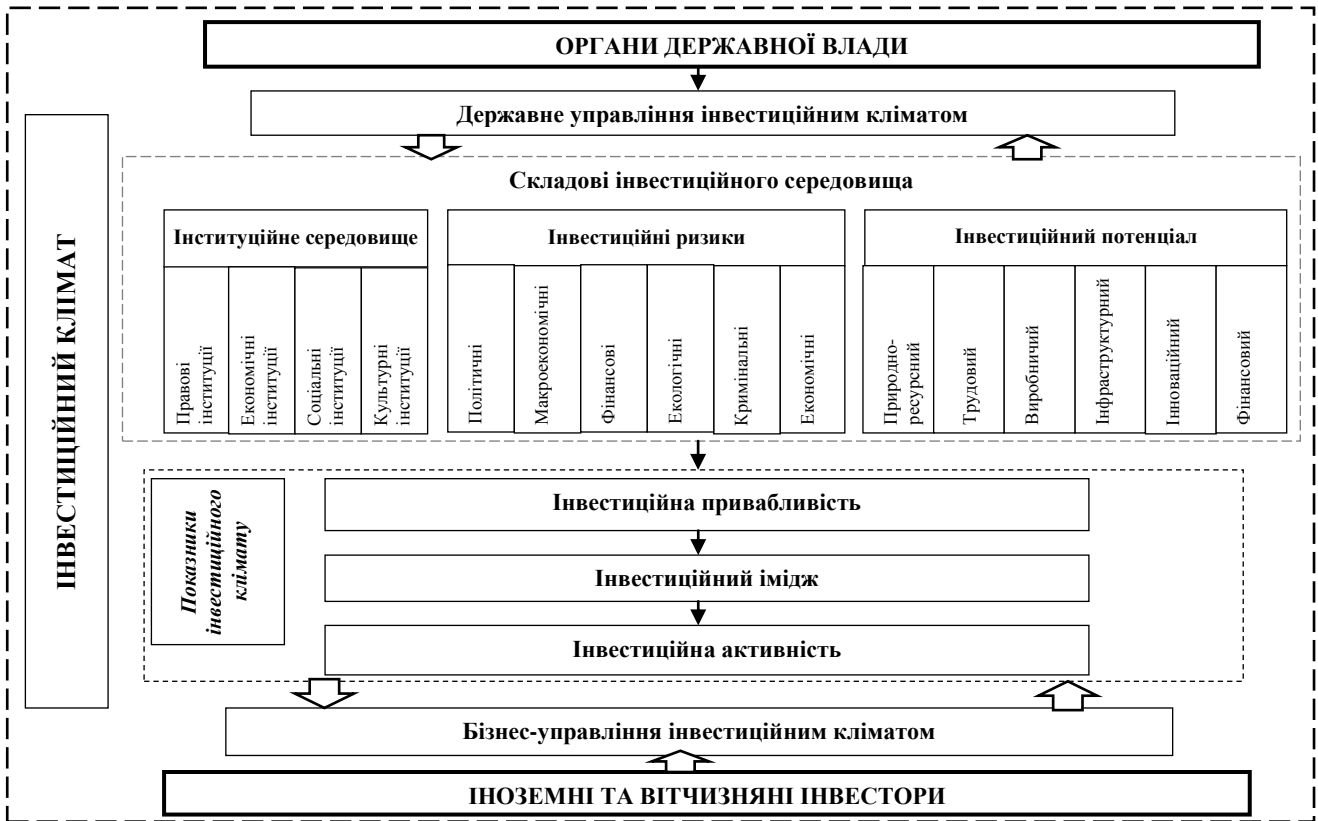 ОРГАНИ ДЕРЖАВНОЇ ВЛАДИ
Державне управління інвестиційним кліматом
ІНВЕСТИЦІЙНИЙ КЛІМАТ
Складові інвестиційного середовища
Інституційне середовище
Правові
інституції
Економічні
інституції
Соціальні
інституції
Культурні
інституції
Інвестиційні ризики
Політичні
Макроекономічні
Фінансові
Екологічні
Кримінальні
Економічні
Інвестиційний потенціал
Природно-
ресурсний
Трудовий
Виробничий
Інфраструктурний
Інноваційний
Фінансовий
Показники
інвестиційного
клімату
Інвестиційна привабливість
Інвестиційний імідж
Інвестиційна активність
Бізнес-управління інвестиційним кліматом
ІНОЗЕМНІ ТА ВІТЧИЗНЯНІ ІНВЕСТОРИ